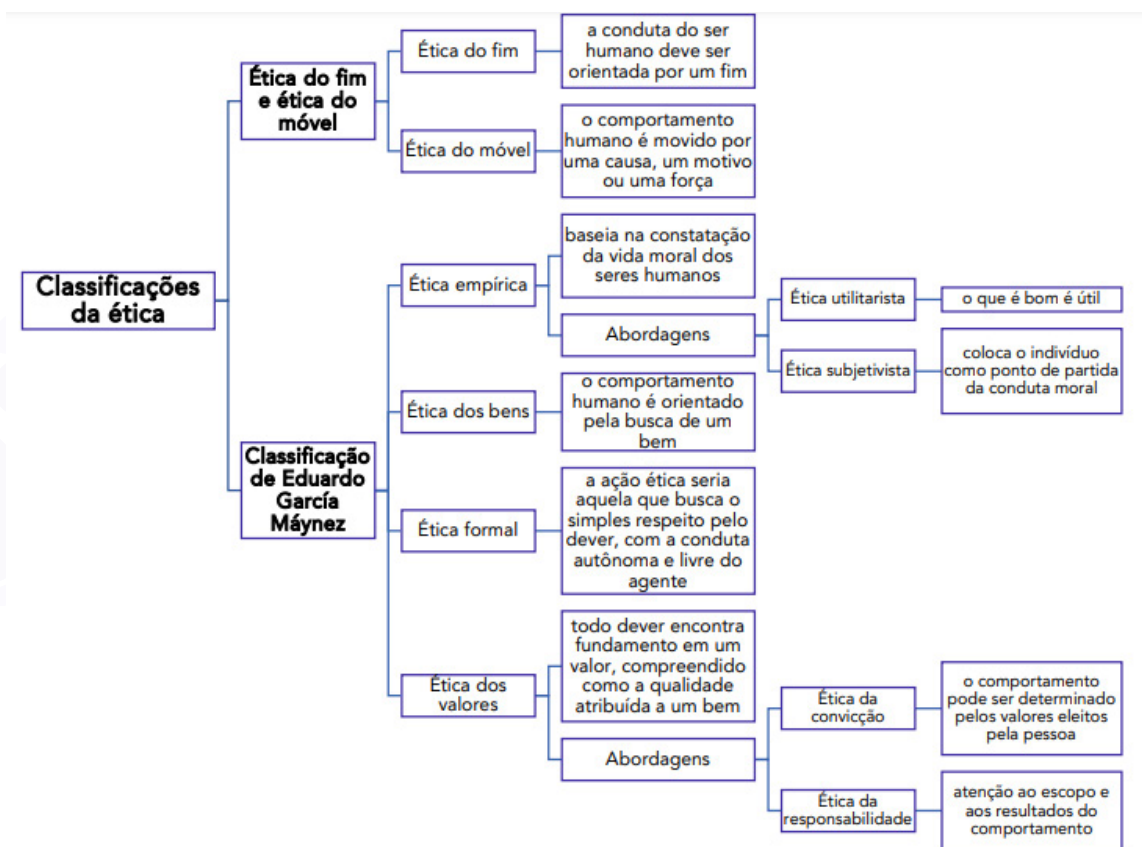 Classificações
da ética
Ética do fim
e ética do
móvel
Ética do fim
a conduta do ser
humano deve ser
orientada por um fim
Ética do móvel
o comportamento
humano é movido por
uma causa, um motivo
ou uma força
Classificação
de Eduardo
García
Máynez
Ética empírica
baseia na constatação
da vida moral dos
seres humanos
Abordagens
Ética utilitarista
o que é bom é útil
Ética subjetivista
coloca o indivíduo
como ponto de partida
da conduta moral
Ética dos bens
o comportamento
humano é orientado
pela busca de um
bem
Ética formal
a ação ética seria
aquela que busca o
simples respeito pelo
dever, com a conduta
autônoma e livre do
agente
Ética dos
valores
todo dever encontra
fundamento em um
valor, compreendido
como a qualidade
atribuída a um bem
Abordagens
Ética da
convicção
o comportamento
pode ser determinado
pelos valores eleitos
pela pessoa
Ética da
responsabilidade
atenção ao escopo e
aos resultados do
comportamento